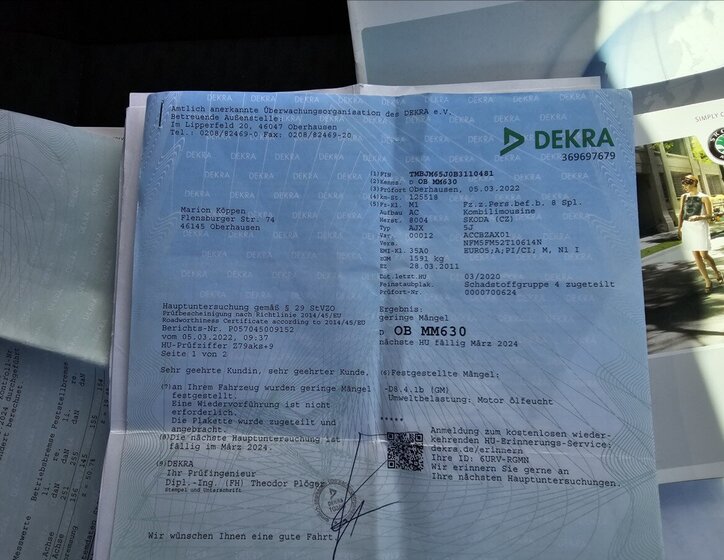 Amtlich anerkannte Überwachungsorganisation des DEKRA e.V.
Betreuende Außenstelle:
Im Lipperfeld 20, 46047 Oberhausen
Tel.: 0208/82469-0 Fax: 0208/82469-20
DEKRA
369697679
Marion Köppen
Flensburger Str. 74
46145 Oberhausen
(1) FIN TMBJM65J0B3110481
(2) Kennz. D OB MM630
(3) Prüfort Oberhausen, 05.03.2022
(4) km-St. 125518
(5) Fz-Kl. M1 Fz.z.Pers.bef.b. 8 Spl.
Aufbau AC Kombilimousine
Herst. 8004 SKODA (CZ)
Typ AJX 5J
Var. 00012 ACCBZAX01
Vers. NFM5FM52T10614N
EMI-Kl. 35A0 EURO5;A;PI/CI; M, N1 I
ZGM 1591 kg
EZ 28.03.2011
Dat.letzt.HU 03/2020
Feinstaubplak. Schadstoffgruppe 4 zugeteilt
Prüfort-Nr 0000700624
Hauptuntersuchung gemäß § 29 StVZO
Prüfbescheinigung nach Richtlinie 2014/45/EU
Roadworthiness Certificate according to 2014/45/EU
Berichts-Nr. P057045009152
vom 05.03.2022, 09:37
HU-Prüfziffer Z79aks+9
Seite 1 von 2
Ergebnis:
geringe Mängel
D OB MM630
nächste HU fällig März 2024
Sehr geehrte Kundin, sehr geehrter Kunde,
(7) an Ihrem Fahrzeug wurden geringe Mängel
festgestellt.
Eine Wiedervorführung ist nicht
erforderlich.
Die Plakette wurde zugeteilt und
angebracht.
(8) Die nächste Hauptuntersuchung ist
fällig im März 2024.
(9) DEKRA
Ihr Prüfingenieur
Dipl.-Ing. (FH) Theodor Plöger
Stempel und Unterschrift
(6) Festgestellte Mängel:
-D8.4.1b (GM)
Umweltbelastung: Motor ölfeucht
*****
Anmeldung zum kostenlosen wieder-
kehrenden HU-Erinnerungs-Service:
dekra.de/erinnern
Ihre ID: 6URV-RGMN
Wir erinnern Sie gerne an
Ihre nächsten Hauptuntersuchungen.
Wir wünschen Ihnen eine gute Fahrt.
SIMPLY C
Betriebsbremse